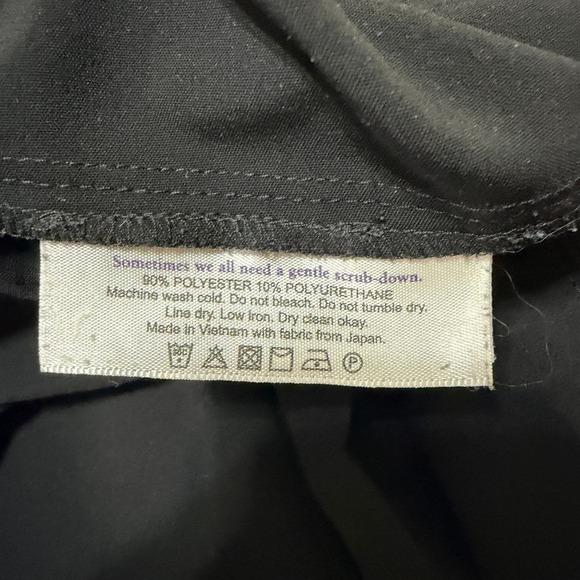 Sometimes we all need a gentle scrub-down.
90% POLYESTER 10% POLYURETHANE
Machine wash cold. Do not bleach. Do not tumble dry.
Line dry. Low Iron. Dry clean okay.
Made in Vietnam with fabric from Japan.
P